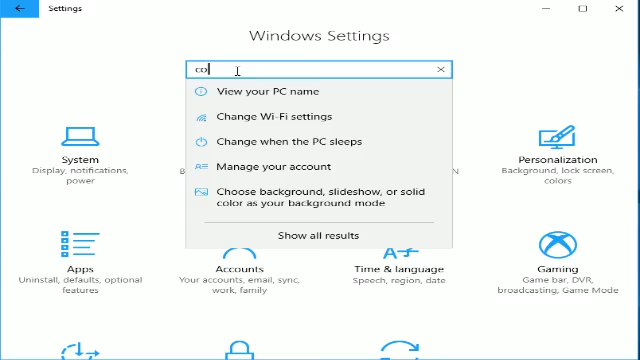 Settings
Windows Settings
co
View your PC name
Change Wi-Fi settings
Change when the PC sleeps
Manage your account
Choose background, slideshow, or solid
color as your background mode
Show all results
System
Display, notifications,
power
B
N
Personalization
Background, lock screen,
colors
Apps
Uninstall, defaults, optional
features
Accounts
Your accounts, email, sync,
work, family
Time & language
Speech, region, date
Gaming
Game bar, DVR,
broadcasting, Game Mode